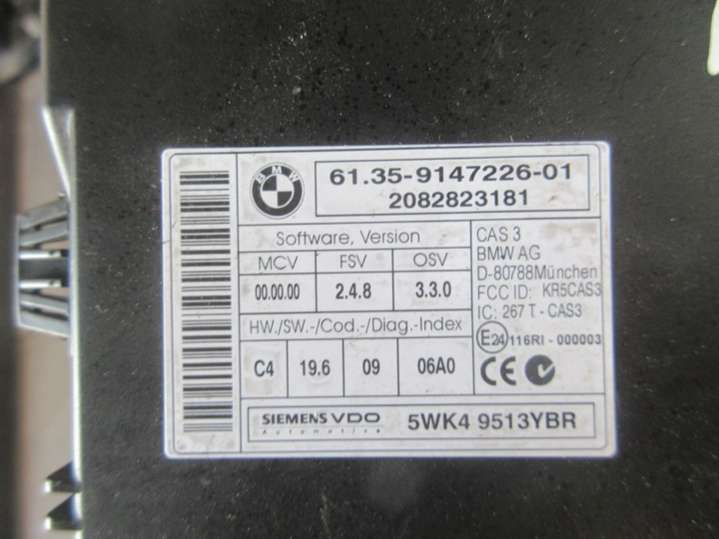 BMW
61.35-9147226-01
2082823181
Software, Version
MCV FSV OSV
00.00.00 2.4.8 3.3.0
HW./SW.-/Cod.-/Diag.-Index
C4 19.6 09 06A0
CAS 3
BMW AG
D-80788München
FCC ID: KR5CAS3
IC: 267 T - CAS3
E24 116RI - 000003
CE
SIEMENS VDO
Automotive
5WK4 9513YBR